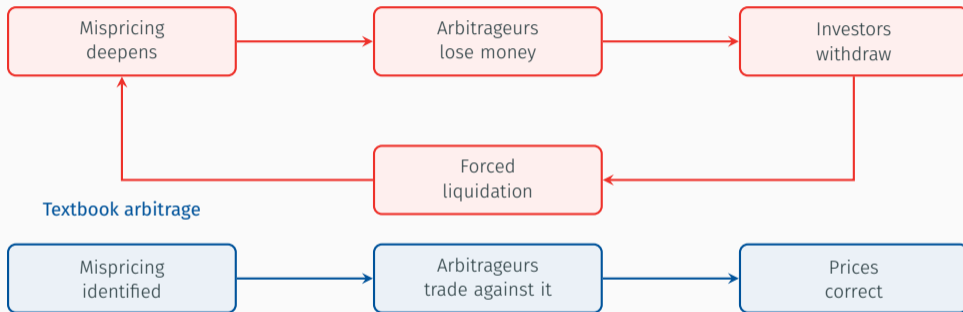 Mispricing
deepens
Arbitrageurs
lose money
Investors
withdraw
Forced
liquidation
Textbook arbitrage
Mispricing
identified
Arbitrageurs
trade against it
Prices
correct